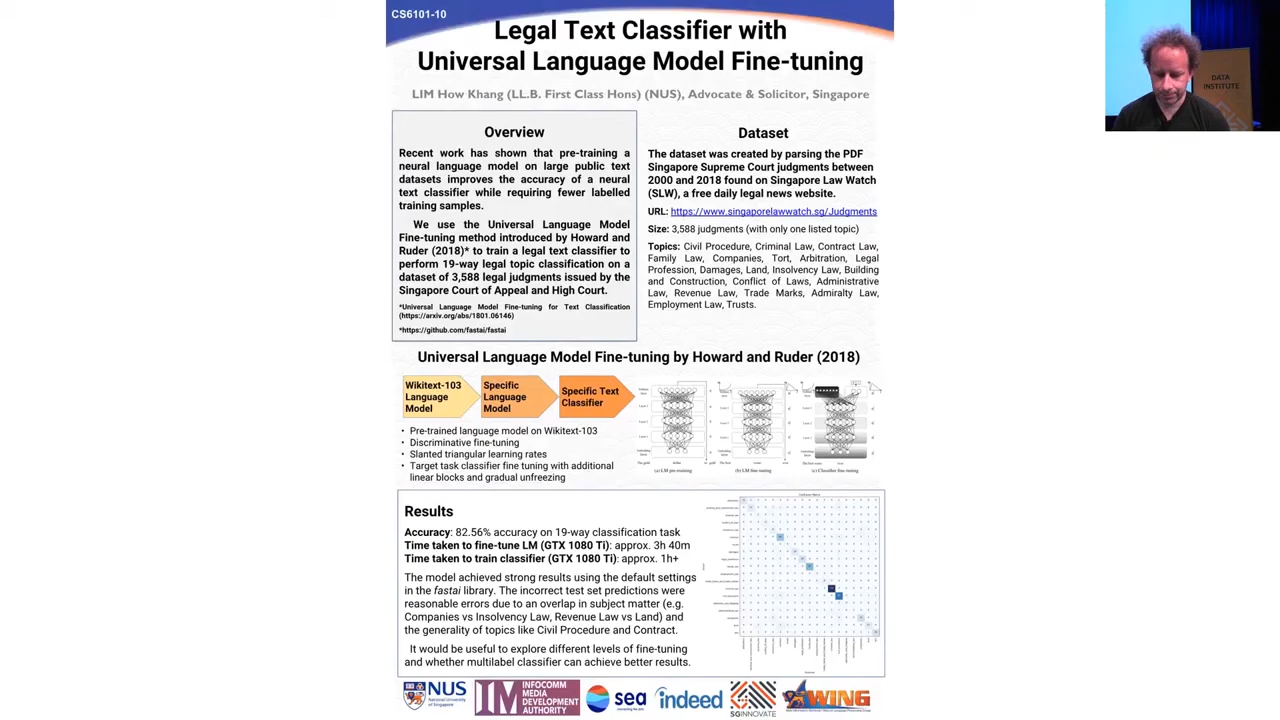 CS6101-10
Legal Text Classifier with
Universal Language Model Fine-tuning
LIM How Khang (LL.B. First Class Hons) (NUS), Advocate & Solicitor, Singapore
Overview
Recent work has shown that pre-training a
neural language model on large public text
datasets improves the accuracy of a neural
text classifier while requiring fewer labelled
training samples.
We use the Universal Language Model
Fine-tuning method introduced by Howard and
Ruder (2018)* to train a legal text classifier to
perform 19-way legal topic classification on a
dataset of 3,588 legal judgments issued by the
Singapore Court of Appeal and High Court.
*Universal Language Model Fine-tuning for Text Classification
(https://arxiv.org/abs/1801.06146)
*https://github.com/fastai/fastai
Dataset
The dataset was created by parsing the PDF
Singapore Supreme Court judgments between
2000 and 2018 found on Singapore Law Watch
(SLW), a free daily legal news website.
URL: https://www.singaporelawwatch.sg/Judgments
Size: 3,588 judgments (with only one listed topic)
Topics: Civil Procedure, Criminal Law, Contract Law,
Family Law, Companies, Tort, Arbitration, Legal
Profession, Damages, Land, Insolvency Law, Building
and Construction, Conflict of Laws, Administrative
Law, Revenue Law, Trade Marks, Admiralty Law,
Employment Law, Trusts.
Universal Language Model Fine-tuning by Howard and Ruder (2018)
Wikitext-103
Language
Model
Specific
Language
Model
Specific Text
Classifier
• Pre-trained language model on Wikitext-103
• Discriminative fine-tuning
• Slanted triangular learning rates
• Target task classifier fine tuning with additional
linear blocks and gradual unfreezing
(a) LM pre-training
(b) LM fine-tuning
(c) Classifier fine-tuning
Results
Accuracy: 82.56% accuracy on 19-way classification task
Time taken to fine-tune LM (GTX 1080 Ti): approx. 3h 40m
Time taken to train classifier (GTX 1080 Ti): approx. 1h+
The model achieved strong results using the default settings
in the fastai library. The incorrect test set predictions were
reasonable errors due to an overlap in subject matter (e.g.
Companies vs Insolvency Law, Revenue Law vs Land) and
the generality of topics like Civil Procedure and Contract.
It would be useful to explore different levels of fine-tuning
and whether multilabel classifier can achieve better results.
NUS
National University
of Singapore
IM
INFOCOMM
MEDIA
DEVELOPMENT
AUTHORITY
sea
indeed
SGINNOVATE
WING
DATA
INSTITUTE